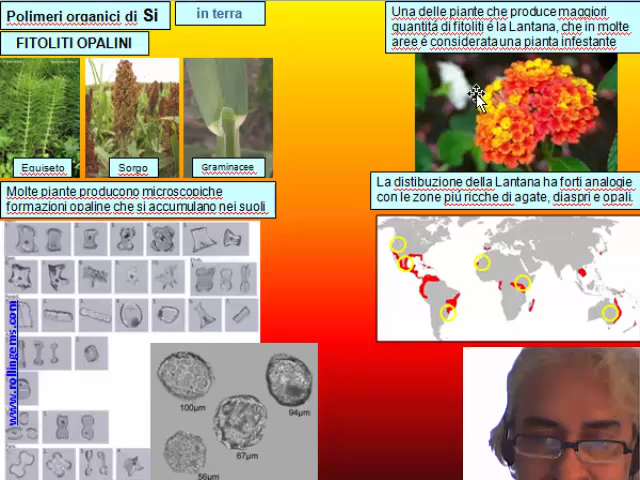 Polimeri organici di Si
in terra
FITOLITI OPALINI
Una delle piante che produce maggiori
quantitá di fitoliti é la Lantana, che in molte
aree é considerata una pianta infestante
Equiseto
Sorgo
Graminacee
Molte piante producono microscopiche
formazioni opaline che si accumulano nei suoli
La distibuzione della Lantana ha forti analogie
con le zone piú ricche di agate, diaspri e opali.
www.rollingems.com
100µm
94µm
67µm
56µm